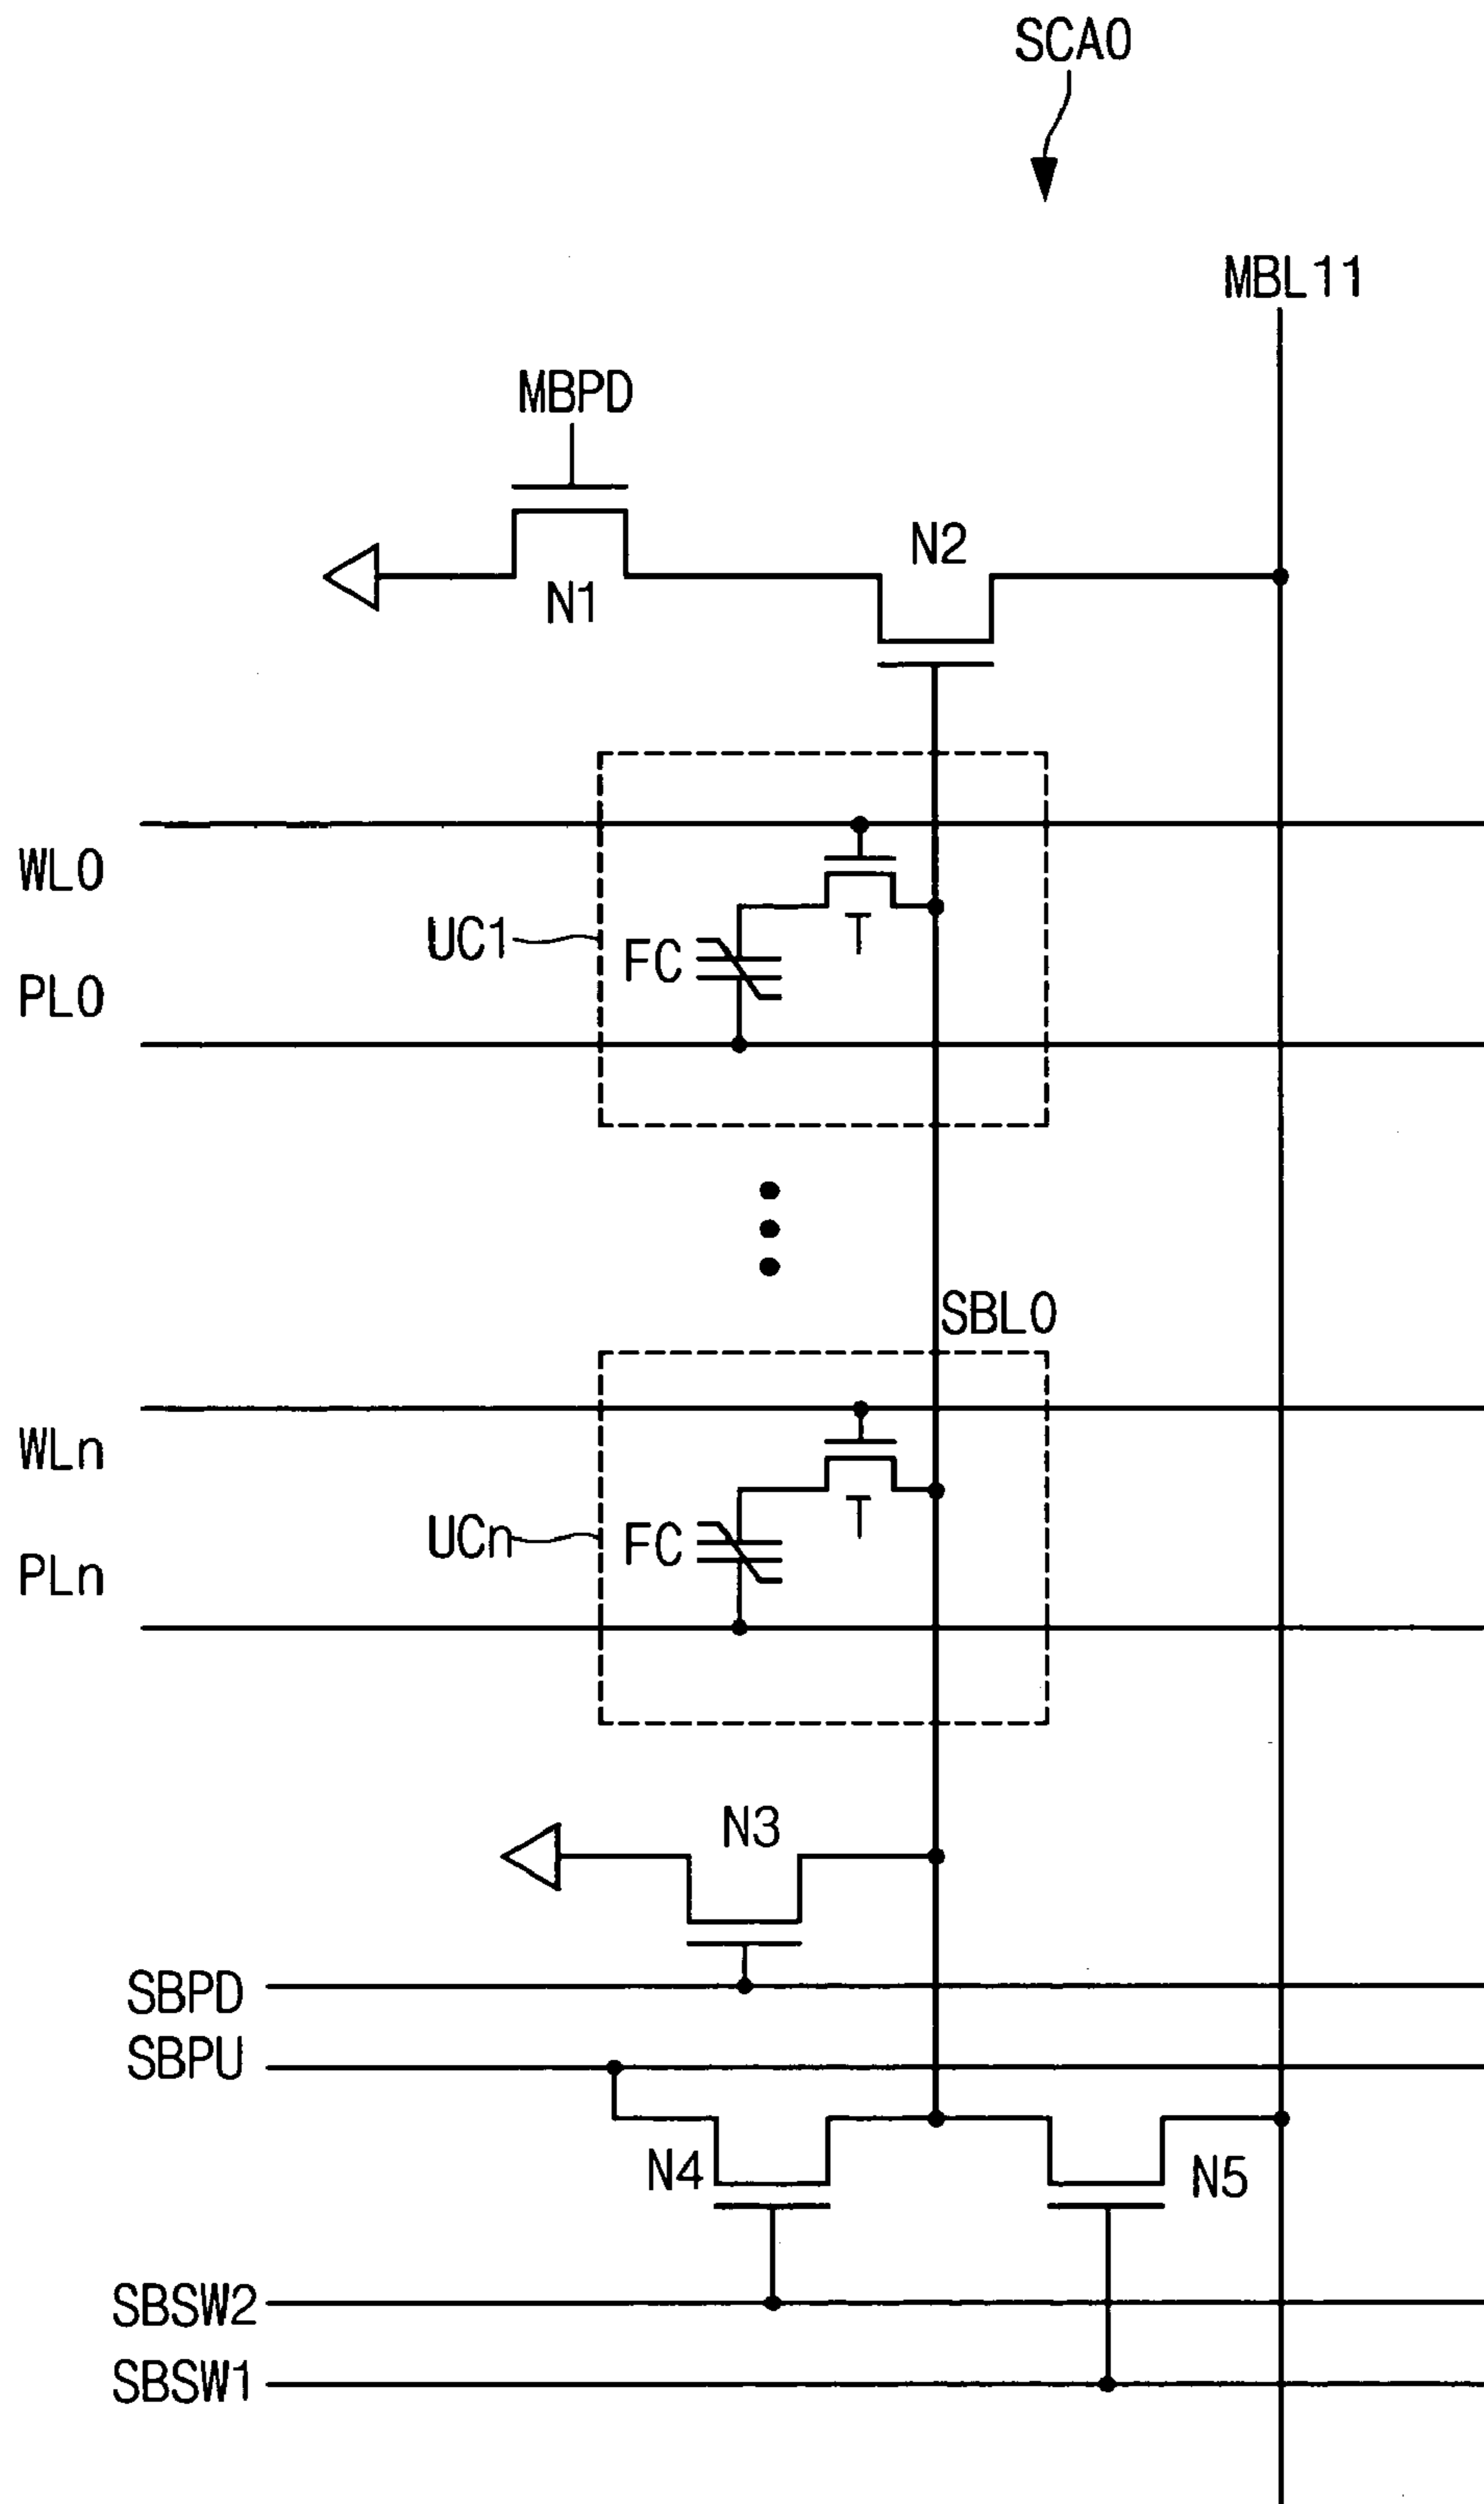 SCA0
MBL11
MBPD
N2
N1
WL0
UC1
FC
T
PL0
SBL0
WLn
UCn
FC
T
PLn
N3
SBPD
SBPU
N4
N5
SBSW2
SBSW1